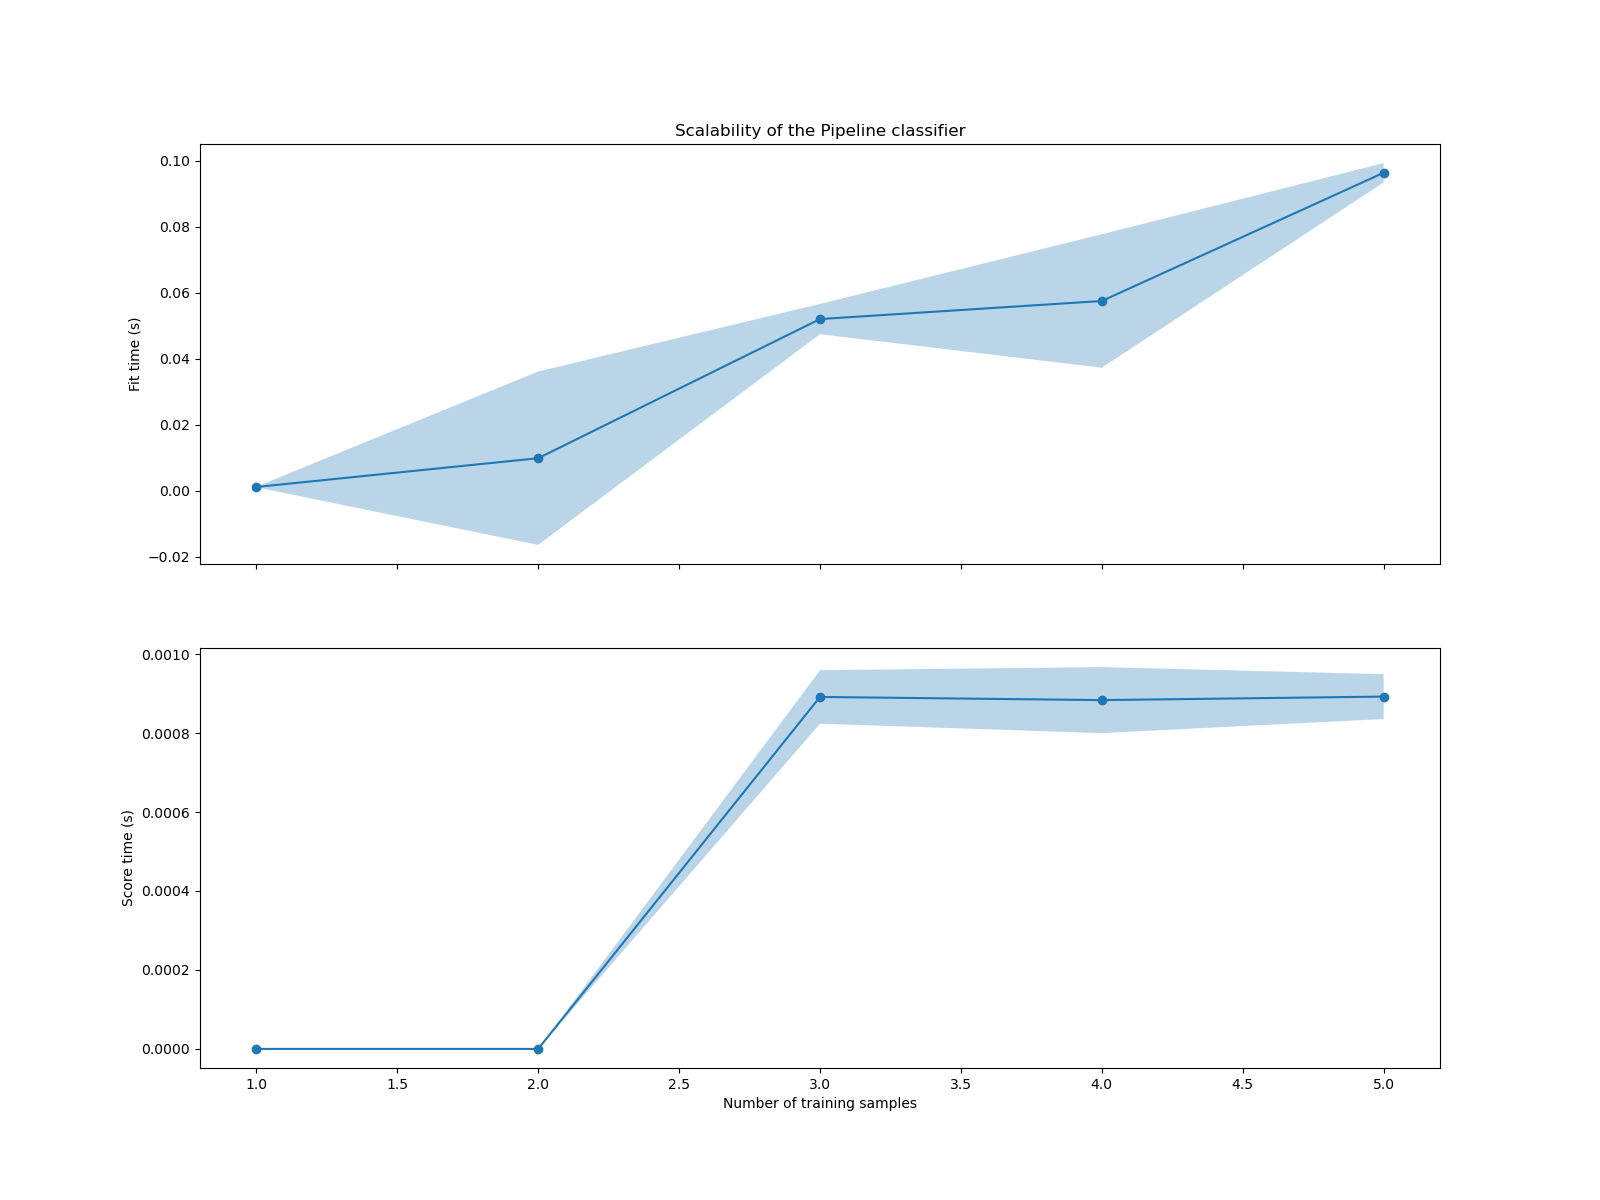 Scalability of the Pipeline classifier
0.10
0.08
0.06
0.04
0.02
0.00
−0.02
Fit time (s)
0.0010
0.0008
0.0006
0.0004
0.0002
0.0000
Score time (s)
1.0 1.5 2.0 2.5 3.0 3.5 4.0 4.5 5.0
Number of training samples